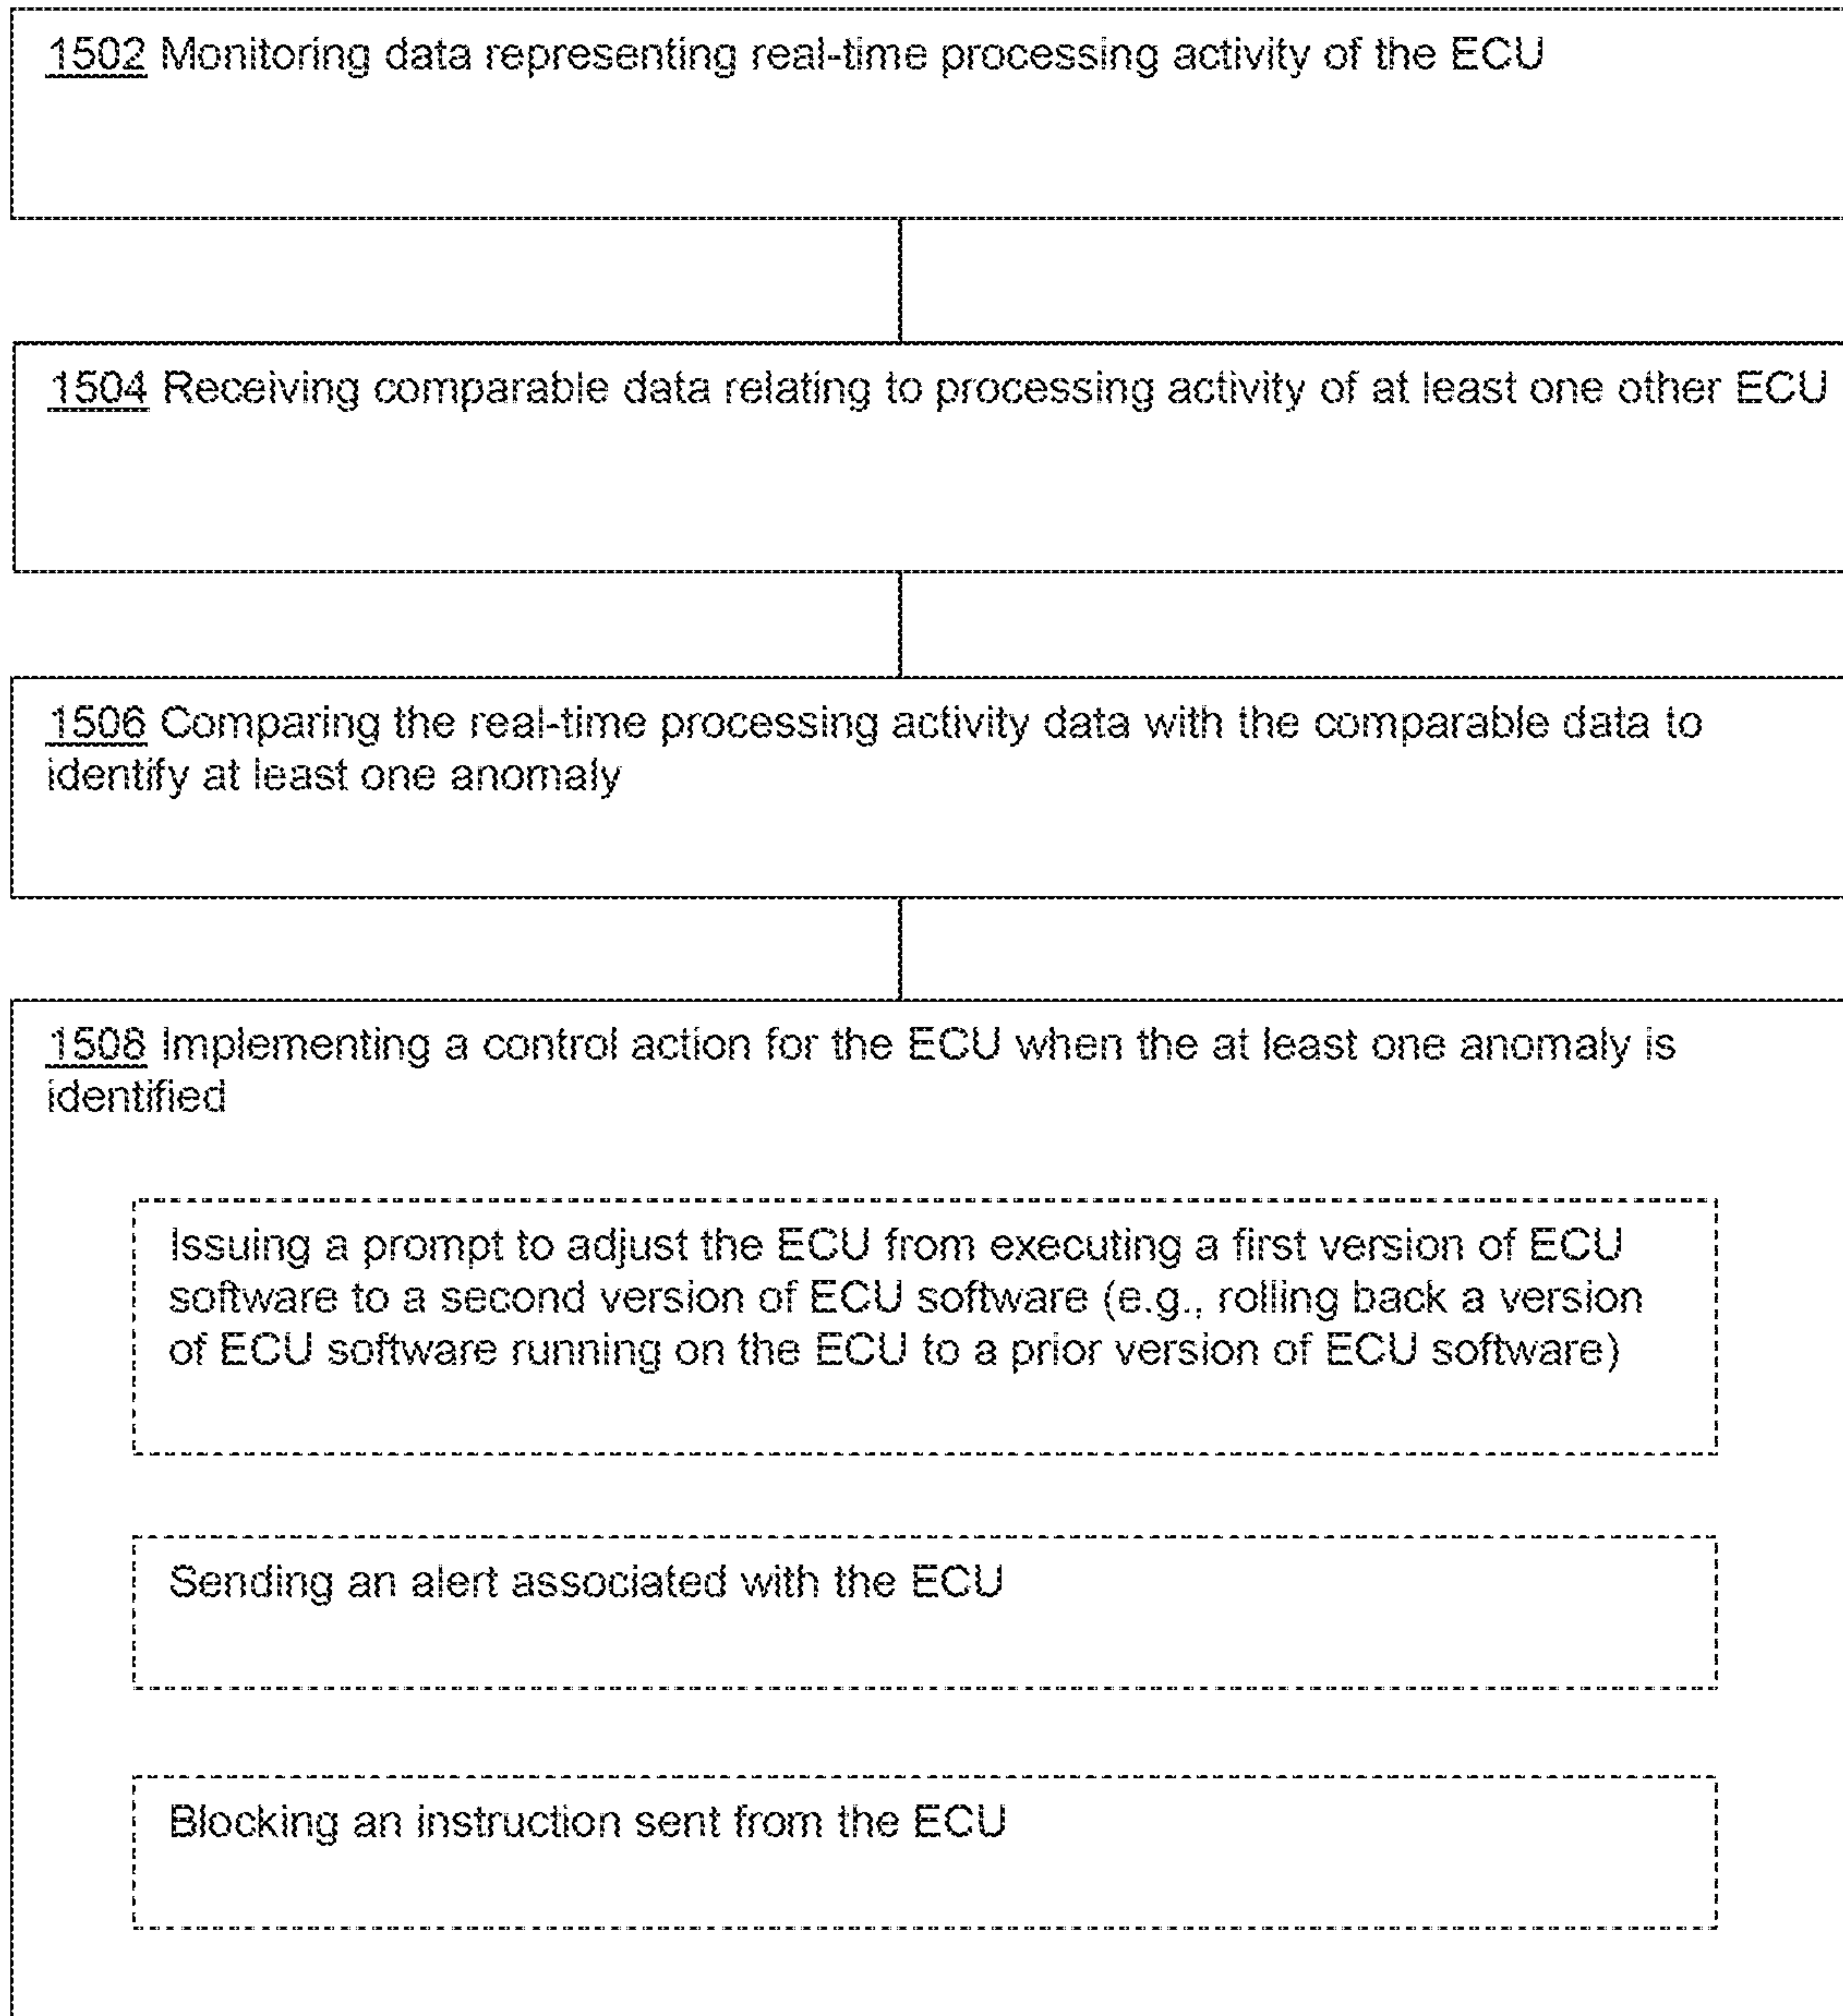 1502 Monitoring data representing real-time processing activity of the ECU
1504 Receiving comparable data relating to processing activity of at least one other ECU
1506 Comparing the real-time processing activity data with the comparable data to
identify at least one anomaly
1508 Implementing a control action for the ECU when the at least one anomaly is
identified
Issuing a prompt to adjust the ECU from executing a first version of ECU
software to a second version of ECU software (e.g., rolling back a version
of ECU software running on the ECU to a prior version of ECU software)
Sending an alert associated with the ECU
Blocking an instruction sent from the ECU